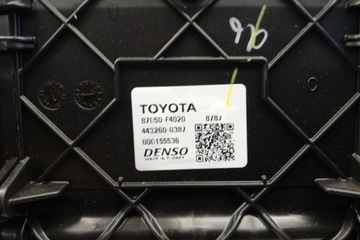 TOYOTA
87050-F4020 8787
443260-0387
000155536
DENSO
MADE IN TURKEY